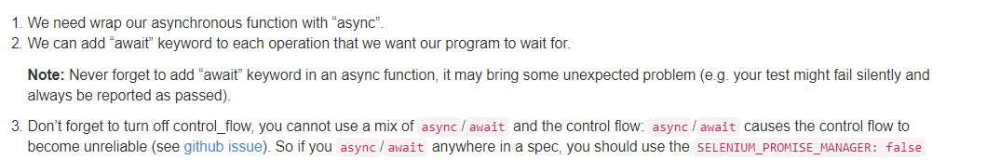 1. We need wrap our asynchronous function with “async”.
2. We can add “await” keyword to each operation that we want our program to wait for.
Note: Never forget to add “await” keyword in an async function, it may bring some unexpected problem (e.g. your test might fail silently and
always be reported as passed).
3. Don’t forget to turn off control_flow, you cannot use a mix of async / await and the control flow: async / await causes the control flow to
become unreliable (see github issue). So if you async / await anywhere in a spec, you should use the SELENIUM_PROMISE_MANAGER: false